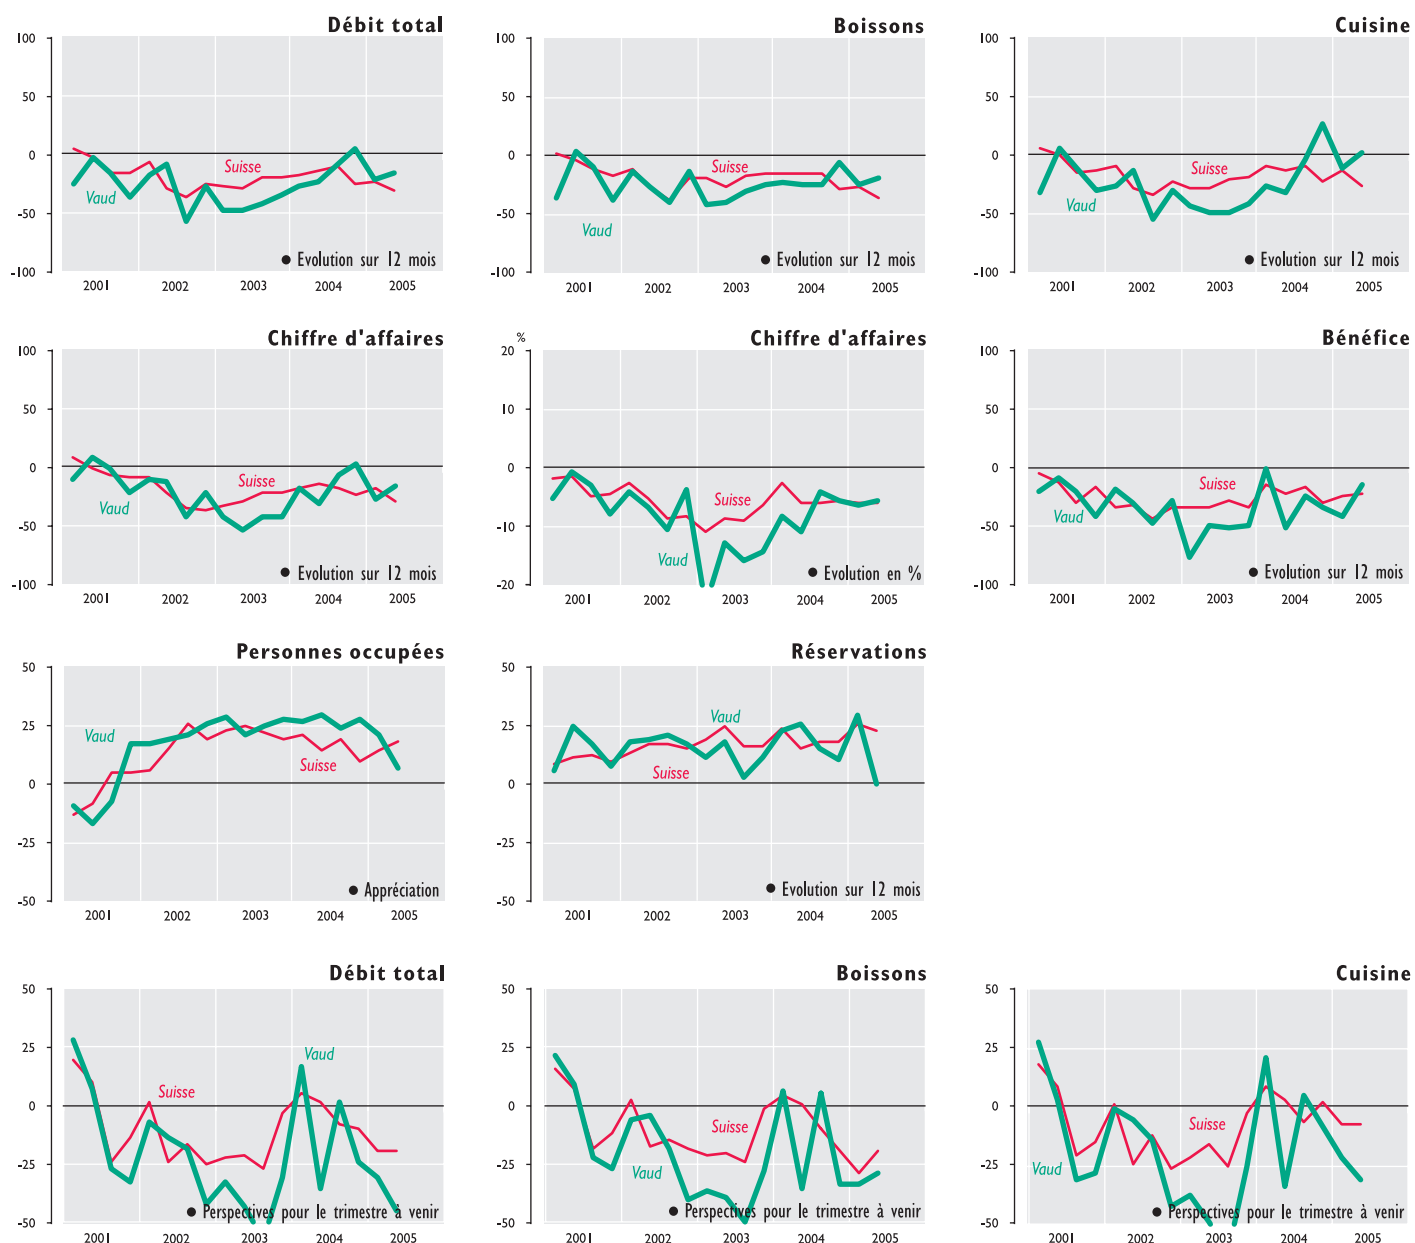 Débit total
100
50
0
-50
-100
Suisse
Vaud
● Evolution sur 12 mois
2001 2002 2003 2004 2005
Boissons
100
50
0
-50
-100
Suisse
Vaud
● Evolution sur 12 mois
2001 2002 2003 2004 2005
Cuisine
100
50
0
-50
-100
Suisse
Vaud
● Evolution sur 12 mois
2001 2002 2003 2004 2005
Chiffre d'affaires
100
50
0
-50
-100
Suisse
Vaud
● Evolution sur 12 mois
2001 2002 2003 2004 2005
Chiffre d'affaires
%
20
10
0
-10
-20
Suisse
Vaud
● Evolution en %
2001 2002 2003 2004 2005
Bénéfice
100
50
0
-50
-100
Suisse
Vaud
● Evolution sur 12 mois
2001 2002 2003 2004 2005
Personnes occupées
50
25
0
-25
-50
Vaud
Suisse
● Appréciation
2001 2002 2003 2004 2005
Réservations
50
25
0
-25
-50
Vaud
Suisse
● Evolution sur 12 mois
2001 2002 2003 2004 2005
Débit total
50
25
0
-25
-50
Vaud
Suisse
● Perspectives pour le trimestre à venir
2001 2002 2003 2004 2005
Boissons
50
25
0
-25
-50
Suisse
Vaud
● Perspectives pour le trimestre à venir
2001 2002 2003 2004 2005
Cuisine
50
25
0
-25
-50
Suisse
Vaud
● Perspectives pour le trimestre à venir
2001 2002 2003 2004 2005